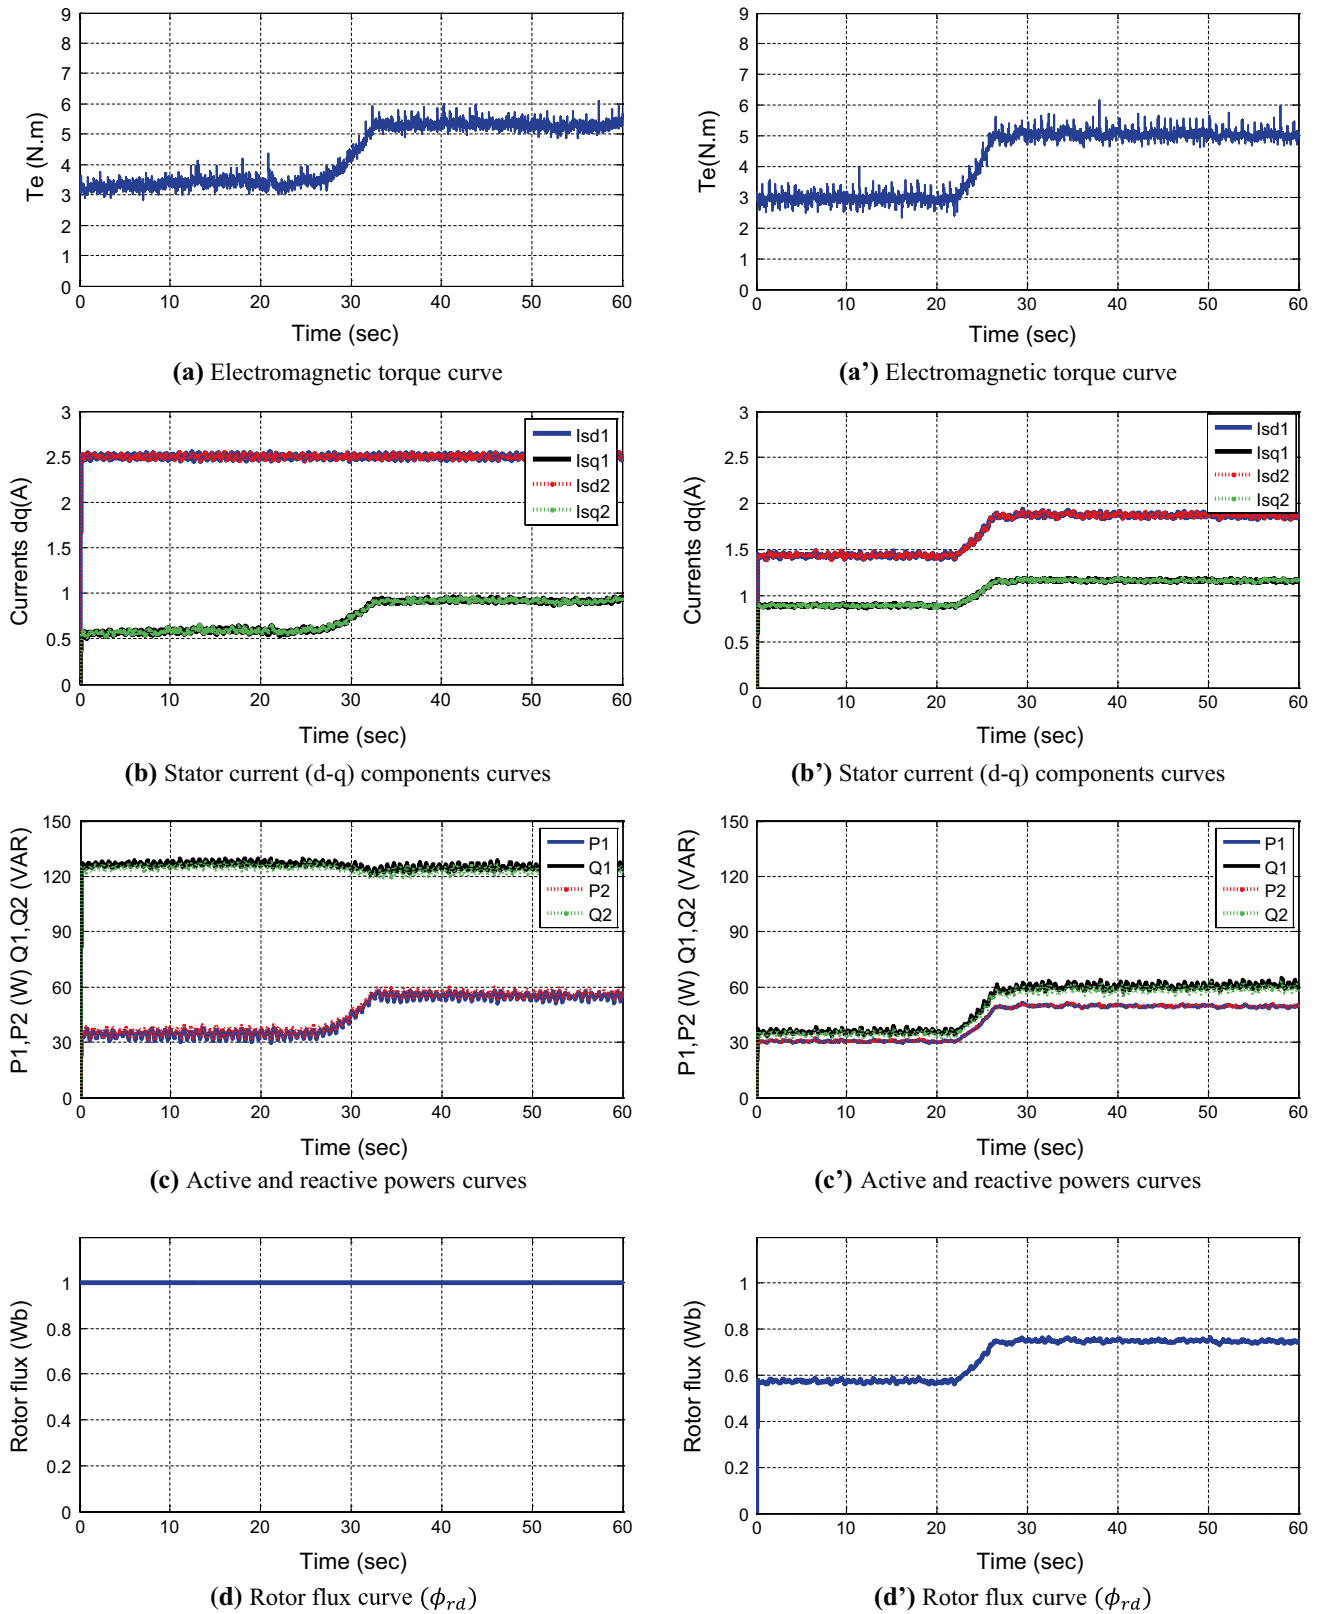 9
8
7
6
5
4
3
2
1
0
Te (N.m)
0 10 20 30 40 50 60
Time (sec)
(a) Electromagnetic torque curve
9
8
7
6
5
4
3
2
1
0
Te(N.m)
0 10 20 30 40 50 60
Time (sec)
(a’) Electromagnetic torque curve
3
2.5
2
1.5
1
0.5
0
Currents dq(A)
Isd1
Isq1
Isd2
Isq2
0 10 20 30 40 50 60
Time (sec)
(b) Stator current (d-q) components curves
3
2.5
2
1.5
1
0.5
0
Currents dq(A)
Isd1
Isq1
Isd2
Isq2
0 10 20 30 40 50 60
Time (sec)
(b’) Stator current (d-q) components curves
150
120
90
60
30
0
P1,P2 (W) Q1,Q2 (VAR)
P1
Q1
P2
Q2
0 10 20 30 40 50 60
Time (sec)
(c) Active and reactive powers curves
150
120
90
60
30
0
P1,P2 (W) Q1,Q2 (VAR)
P1
Q1
P2
Q2
0 10 20 30 40 50 60
Time (sec)
(c’) Active and reactive powers curves
1
0.8
0.6
0.4
0.2
0
Rotor flux (Wb)
0 10 20 30 40 50 60
Time (sec)
(d) Rotor flux curve (ϕrd)
1
0.8
0.6
0.4
0.2
0
Rotor flux (Wb)
0 10 20 30 40 50 60
Time (sec)
(d’) Rotor flux curve (ϕrd)